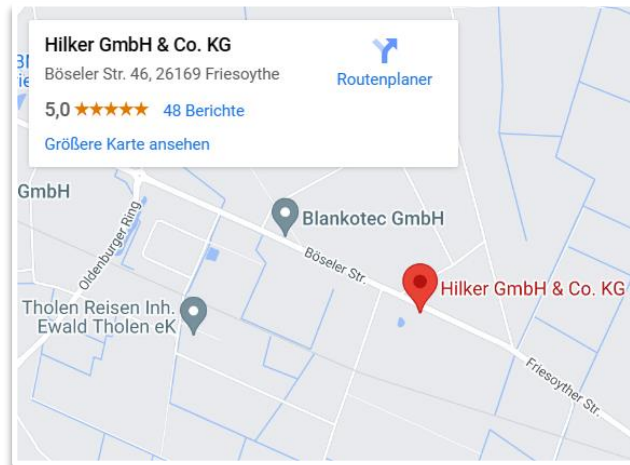 Hilker GmbH & Co. KG
Böseler Str. 46, 26169 Friesoythe
5,0 ★★★★★ 48 Berichte
Größere Karte ansehen
Routenplaner
GmbH
Oldenburger Ring
Blankotec GmbH
Böseler Str.
Hilker GmbH & Co. KG
Tholen Reisen Inh.
Ewald Tholen eK
Friesoyther Str.